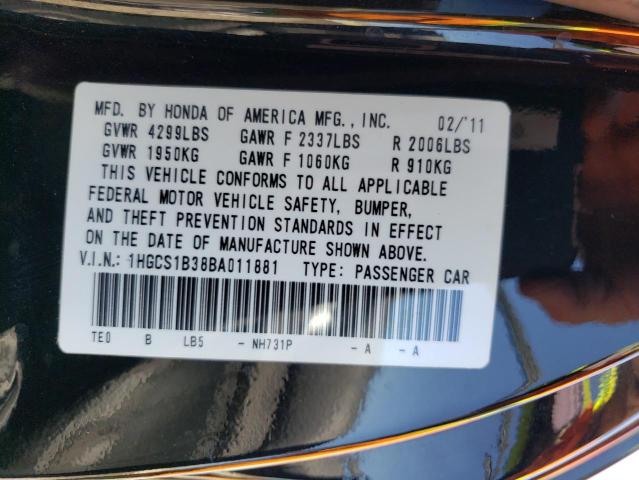 MFD. BY HONDA OF AMERICA MFG., INC. 02/'11
GVWR 4299LBS GAWR F 2337LBS R 2006LBS
GVWR 1950KG GAWR F 1060KG R 910KG
THIS VEHICLE CONFORMS TO ALL APPLICABLE
FEDERAL MOTOR VEHICLE SAFETY, BUMPER,
AND THEFT PREVENTION STANDARDS IN EFFECT
ON THE DATE OF MANUFACTURE SHOWN ABOVE.
V.I.N.: 1HGCS1B38BA011881 TYPE: PASSENGER CAR
TE0 B LB5 - NH731P - A - A